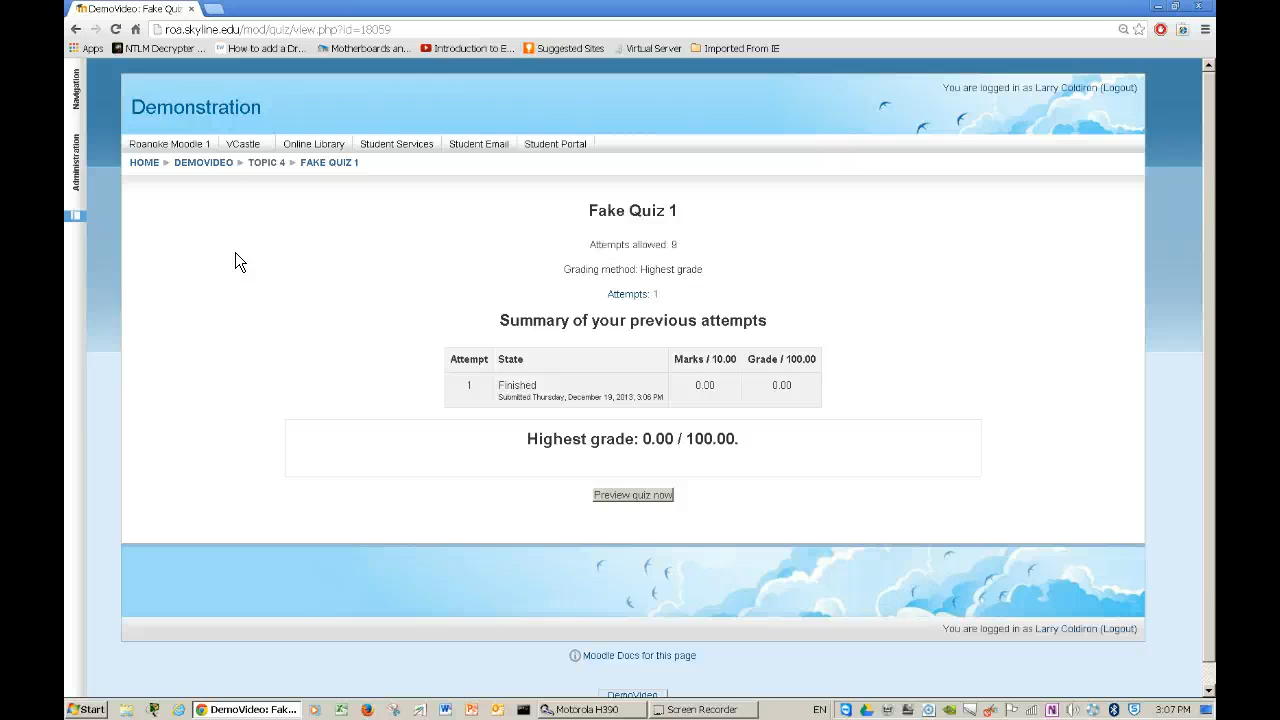 DemoVideo: Fake Quiz
roa.skyline.edu/mod/quiz/view.php?id=18059
Apps NTLM Decrypter ... How to add a Dr... Motherboards an... Introduction to E... Suggested Sites Virtual Server Imported From IE
Navigation
Administration
You are logged in as Larry Coldiron (Logout)
Demonstration
Roanoke Moodle 1 VCastle Online Library Student Services Student Email Student Portal
HOME ► DEMOVIDEO ► TOPIC 4 ► FAKE QUIZ 1
Fake Quiz 1
Attempts allowed: 9
Grading method: Highest grade
Attempts: 1
Summary of your previous attempts
Attempt State Marks / 10.00 Grade / 100.00
1 Finished 0.00 0.00
Submitted Thursday, December 19, 2013, 3:06 PM
Highest grade: 0.00 / 100.00.
Preview quiz now
You are logged in as Larry Coldiron (Logout)
Moodle Docs for this page
DemoVideo
Start DemoVideo: Fak... Motorola H390 Screen Recorder EN 3:07 PM